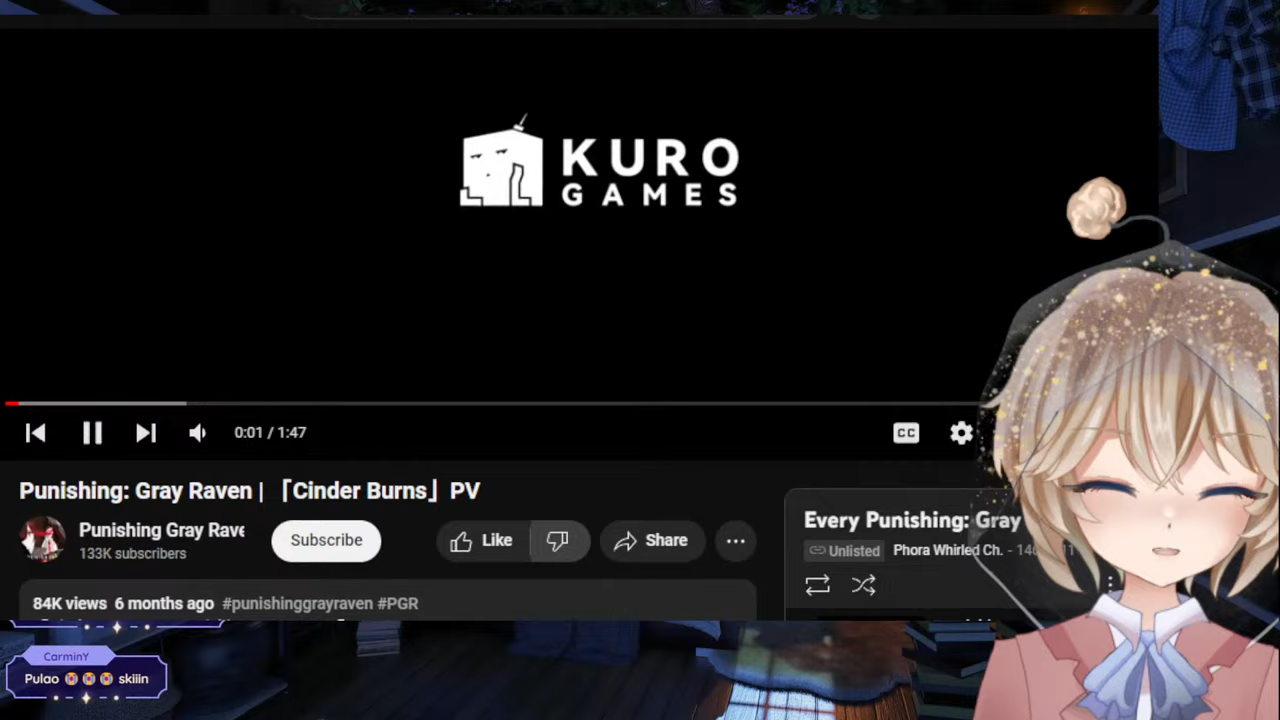 KURO
GAMES
0:01 / 1:47
CC
Punishing: Gray Raven | 「Cinder Burns」 PV
Punishing Gray Rave
133K subscribers
Subscribe
Like
Share
Every Punishing: Gray
Unlisted
Phora Whirled Ch. - 
84K views 6 months ago #punishinggrayraven #PGR
CarminY
Pulao 😭 😭 😭 skiiin